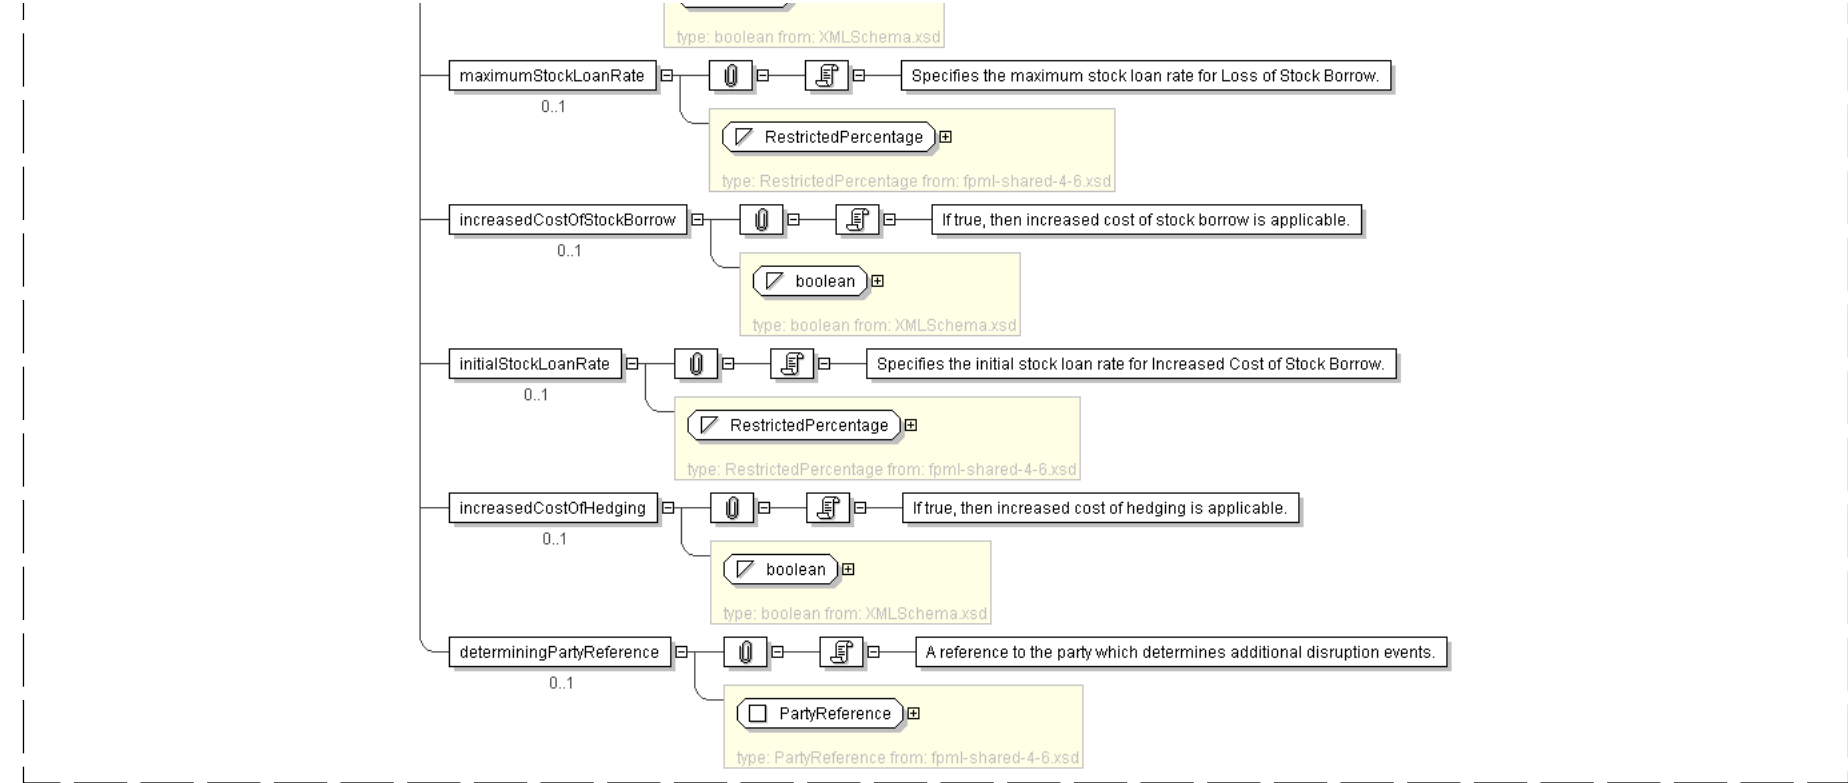 type: boolean from: XMLSchema.xsd
maximumStockLoanRate Specifies the maximum stock loan rate for Loss of Stock Borrow.
0..1
RestrictedPercentage
type: RestrictedPercentage from: fpml-shared-4-6.xsd
increasedCostOfStockBorrow If true, then increased cost of stock borrow is applicable.
0..1
boolean
type: boolean from: XMLSchema.xsd
initialStockLoanRate Specifies the initial stock loan rate for Increased Cost of Stock Borrow.
0..1
RestrictedPercentage
type: RestrictedPercentage from: fpml-shared-4-6.xsd
increasedCostOfHedging If true, then increased cost of hedging is applicable.
0..1
boolean
type: boolean from: XMLSchema.xsd
determiningPartyReference A reference to the party which determines additional disruption events.
0..1
PartyReference
type: PartyReference from: fpml-shared-4-6.xsd